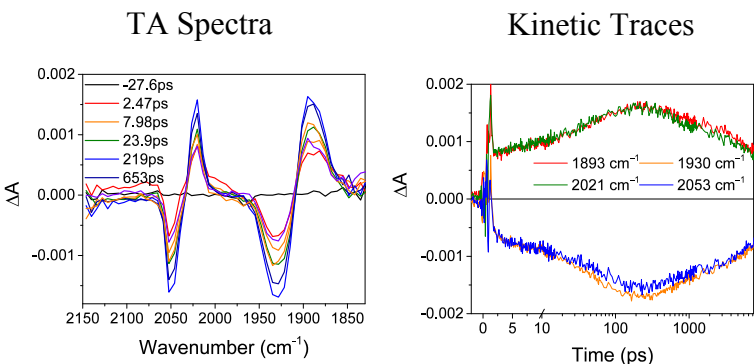 TA Spectra
Kinetic Traces
0.002
0.001
0.000
-0.001
ΔA
-27.6ps
2.47ps
7.98ps
23.9ps
219ps
653ps
2150 2100 2050 2000 1950 1900 1850
Wavenumber (cm⁻¹)
0.002
0.001
0.000
-0.001
-0.002
ΔA
1893 cm⁻¹ 1930 cm⁻¹
2021 cm⁻¹ 2053 cm⁻¹
0 5 10 100 1000
Time (ps)